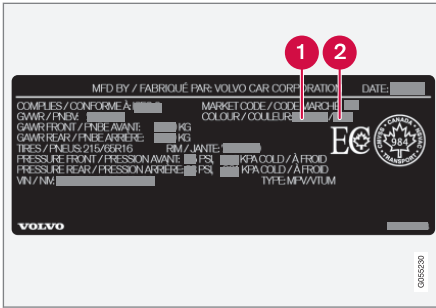 1 2
MFD BY / FABRIQUÉ PAR: VOLVO CAR CORPORATION DATE:
COMPLIES / CONFORME À: MARKET CODE / CODE MARCHÉ:
GVWR / PNBV: COLOUR / COULEUR: /
GAWR FRONT / PNBE AVANT: KG
GAWR REAR / PNBE ARRIÈRE: KG
TIRES / PNEUS: 215/65R16 RIM / JANTE:
PRESSURE FRONT / PRESSION AVANT: PSI, KPA COLD / À FROID
PRESSURE REAR / PRESSION ARRIÈRE: PSI, KPA COLD / À FROID
VIN / NIV: TYPE: MPV/VTUM
EC
CANADA
984
TRANSPORT
VOLVO
G055230